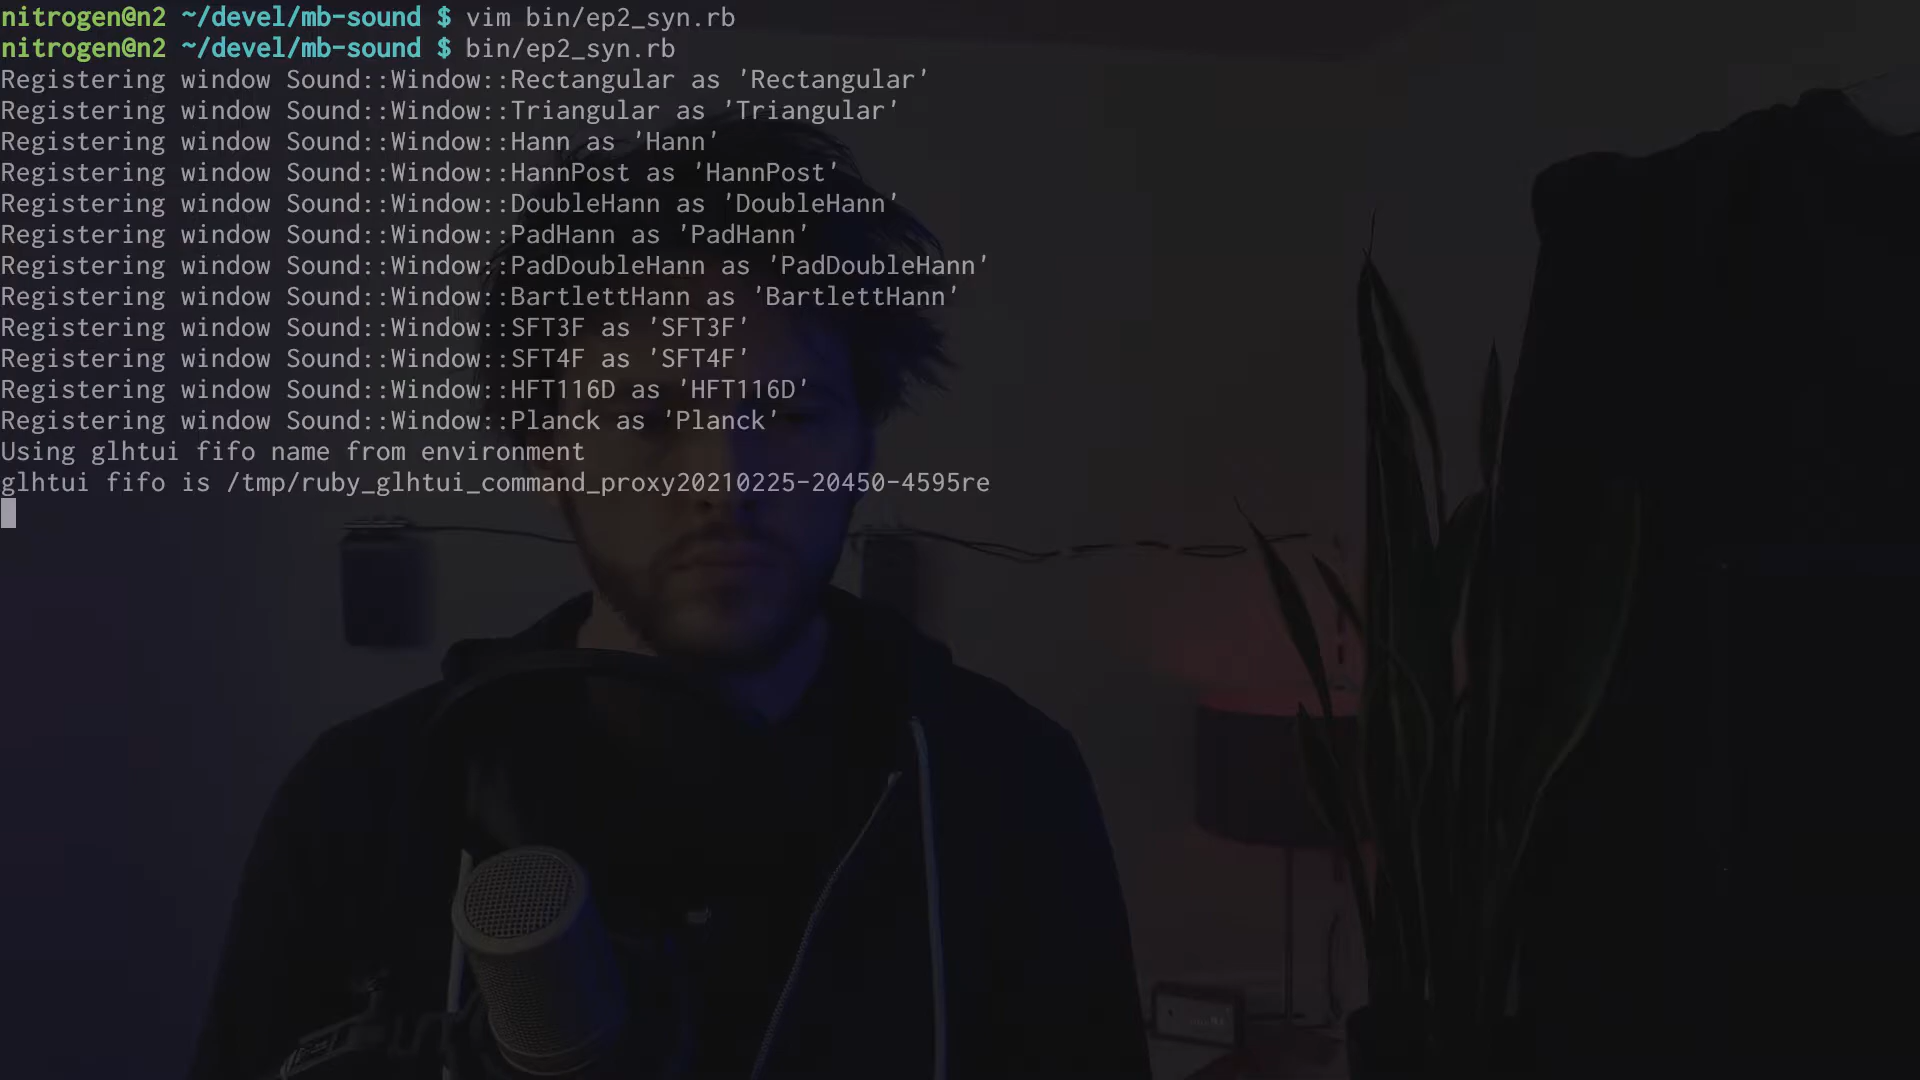 nitrogen@n2 ~/devel/mb-sound $ vim bin/ep2_syn.rb
nitrogen@n2 ~/devel/mb-sound $ bin/ep2_syn.rb
Registering window Sound::Window::Rectangular as 'Rectangular'
Registering window Sound::Window::Triangular as 'Triangular'
Registering window Sound::Window::Hann as 'Hann'
Registering window Sound::Window::HannPost as 'HannPost'
Registering window Sound::Window::DoubleHann as 'DoubleHann'
Registering window Sound::Window::PadHann as 'PadHann'
Registering window Sound::Window::PadDoubleHann as 'PadDoubleHann'
Registering window Sound::Window::BartlettHann as 'BartlettHann'
Registering window Sound::Window::SFT3F as 'SFT3F'
Registering window Sound::Window::SFT4F as 'SFT4F'
Registering window Sound::Window::HFT116D as 'HFT116D'
Registering window Sound::Window::Planck as 'Planck'
Using glhtui fifo name from environment
glhtui fifo is /tmp/ruby_glhtui_command_proxy20210225-20450-4595re